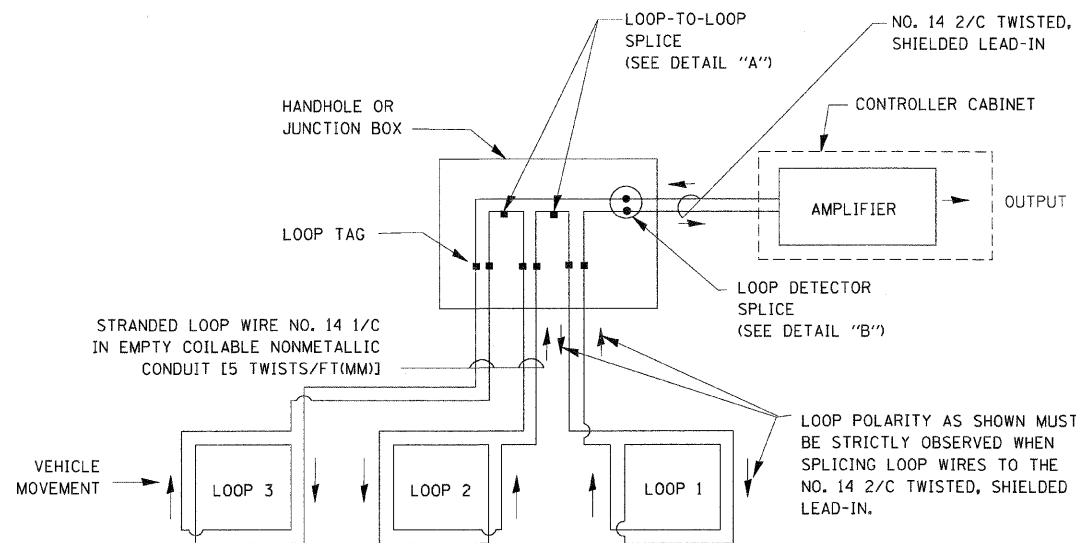 LOOP-TO-LOOP
SPLICE
(SEE DETAIL "A")
NO. 14 2/C TWISTED,
SHIELDED LEAD-IN
HANDHOLE OR
JUNCTION BOX
CONTROLLER CABINET
AMPLIFIER
OUTPUT
LOOP TAG
LOOP DETECTOR
SPLICE
(SEE DETAIL "B")
STRANDED LOOP WIRE NO. 14 1/C
IN EMPTY COILABLE NONMETALLIC
CONDUIT [5 TWISTS/FT(MM)]
LOOP POLARITY AS SHOWN MUST
BE STRICTLY OBSERVED WHEN
SPLICING LOOP WIRES TO THE
NO. 14 2/C TWISTED, SHIELDED
LEAD-IN.
VEHICLE
MOVEMENT
LOOP 3
LOOP 2
LOOP 1